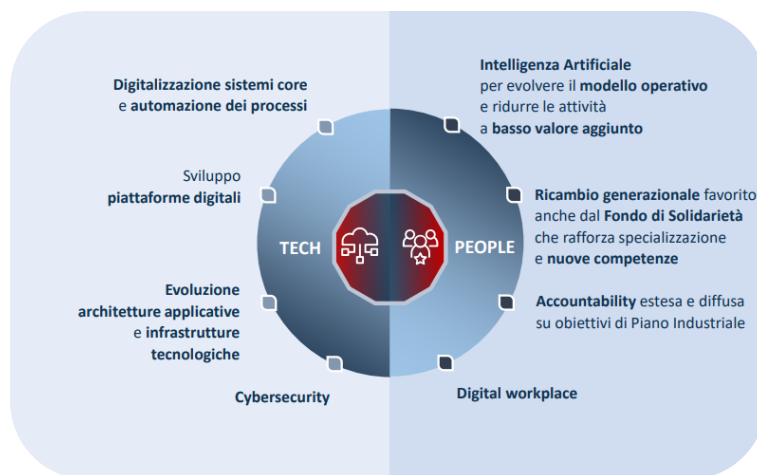 Digitalizzazione sistemi core
e automazione dei processi
Sviluppo
piattaforme digitali
Evoluzione
architetture applicative
e infrastrutture
tecnologiche
Cybersecurity
TECH
PEOPLE
Intelligenza Artificiale
per evolvere il modello operativo
e ridurre le attività
a basso valore aggiunto
Ricambio generazionale favorito
anche dal Fondo di Solidarietà
che rafforza specializzazione
e nuove competenze
Accountability estesa e diffusa
su obiettivi di Piano Industriale
Digital workplace